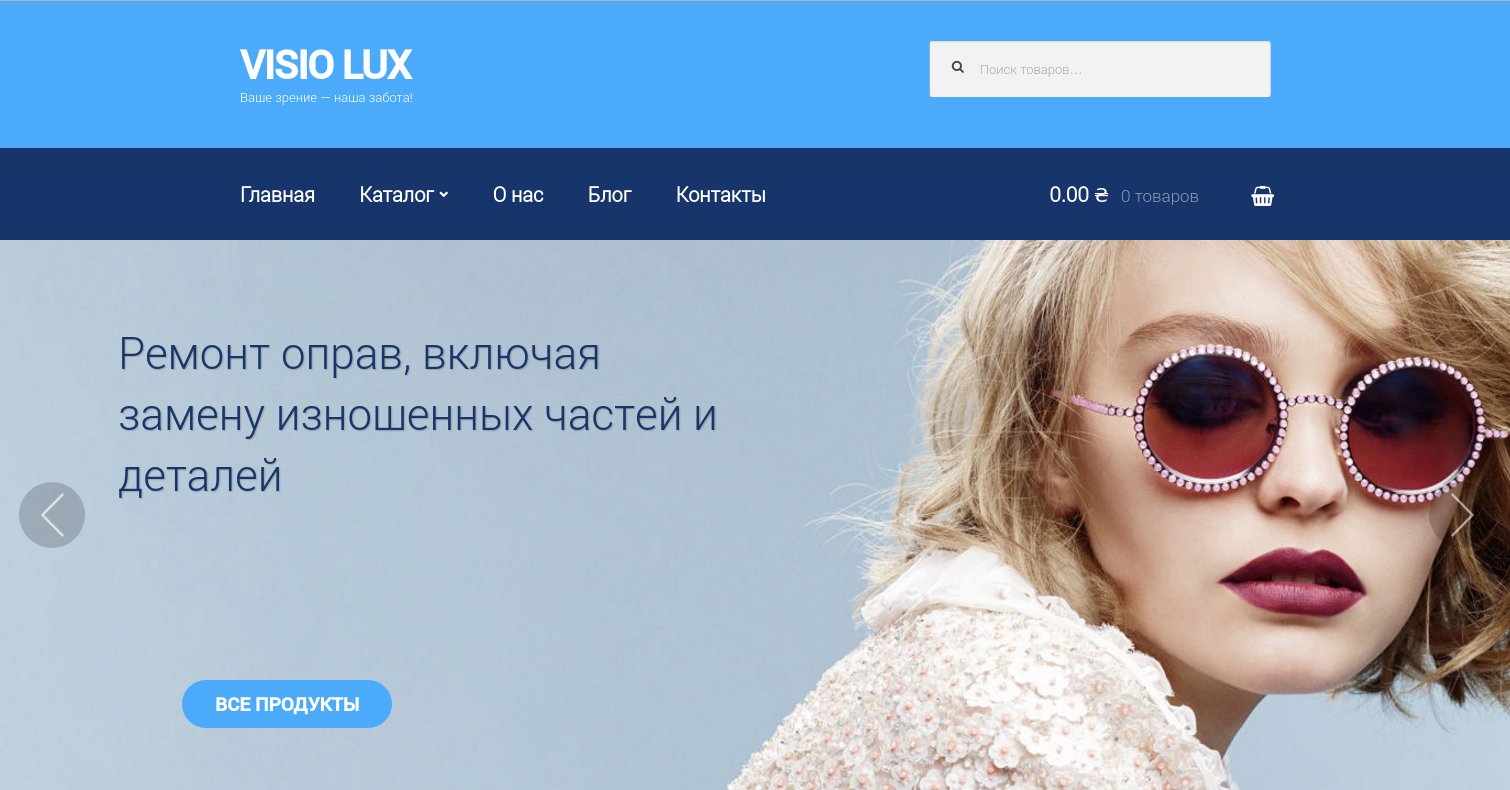 VISIO LUX
Ваше зрение — наша забота!
Поиск товаров…
Главная Каталог О нас Блог Контакты 0.00 ₴ 0 товаров
Ремонт оправ, включая
замену изношенных частей и
деталей
ВСЕ ПРОДУКТЫ